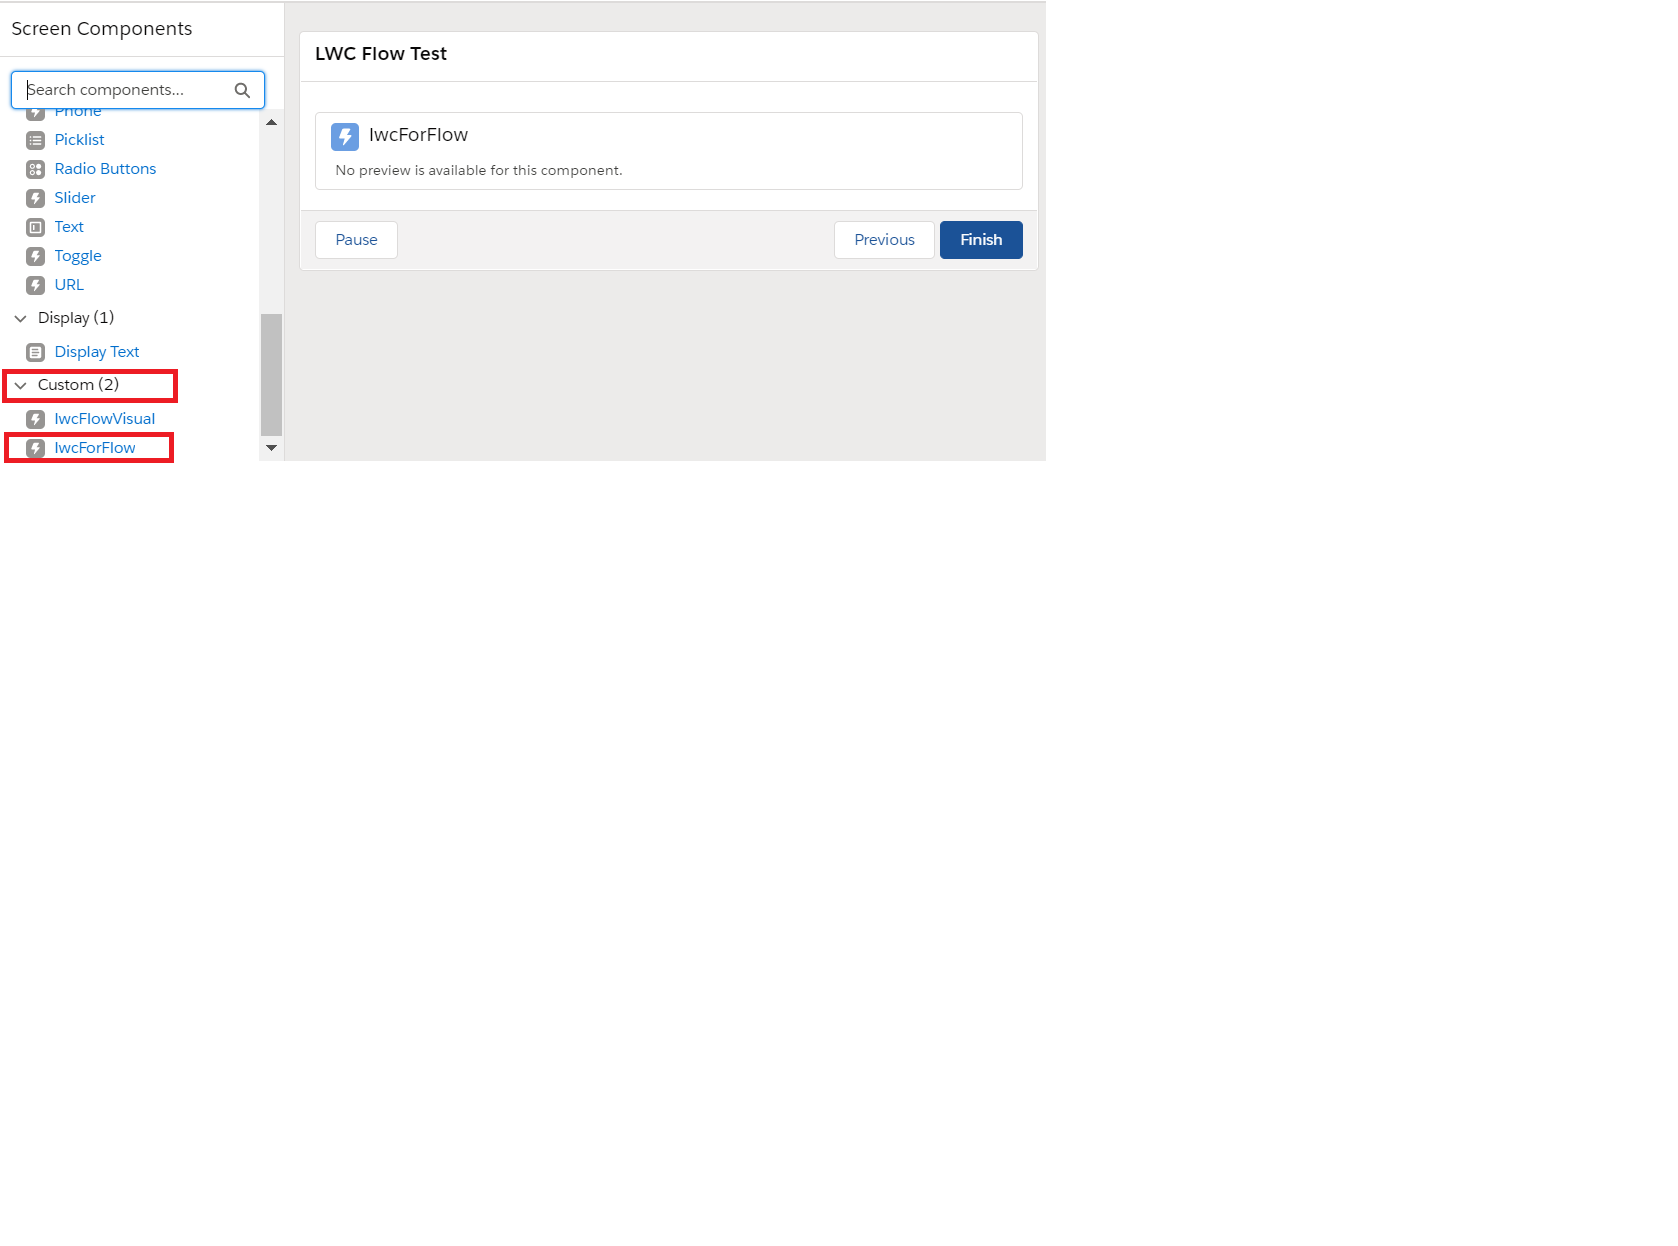 Screen Components
Search components...
Phone
Picklist
Radio Buttons
Slider
Text
Toggle
URL
Display (1)
Display Text
Custom (2)
lwcFlowVisual
lwcForFlow
LWC Flow Test
lwcForFlow
No preview is available for this component.
Pause
Previous
Finish